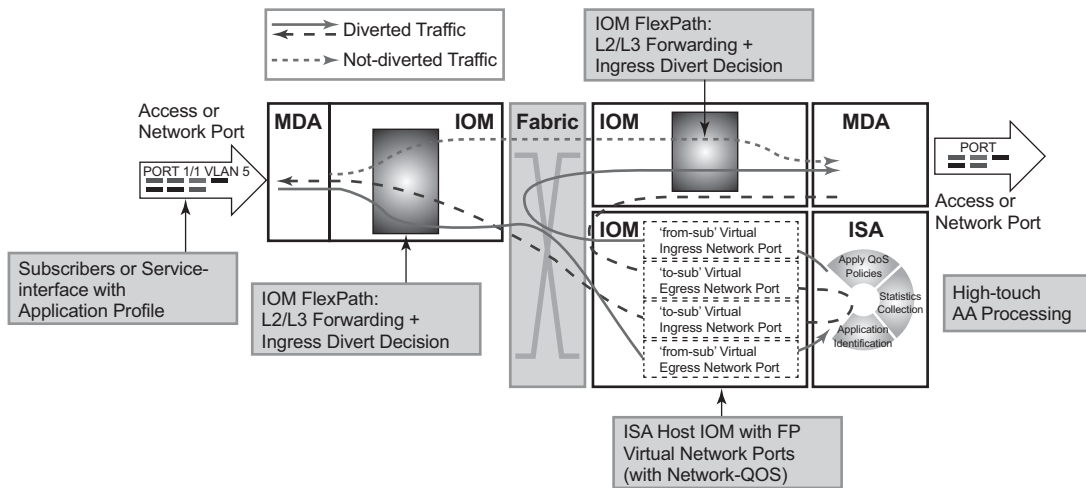 Diverted Traffic
Not-diverted Traffic
IOM FlexPath:
L2/L3 Forwarding +
Ingress Divert Decision
Access or
Network Port
MDA
IOM
Fabric
IOM
MDA
PORT 1/1 VLAN 5
PORT
Access or
Network Port
Subscribers or Service-
interface with
Application Profile
IOM FlexPath:
L2/L3 Forwarding +
Ingress Divert Decision
IOM
‘from-sub’ Virtual
Ingress Network Port
‘to-sub’ Virtual
Egress Network Port
‘to-sub’ Virtual
Ingress Network Port
‘from-sub’ Virtual
Egress Network Port
ISA
Apply QoS
Policies
Statistics
Collection
Application
Identification
High-touch
AA Processing
ISA Host IOM with FP
Virtual Network Ports
(with Network-QOS)